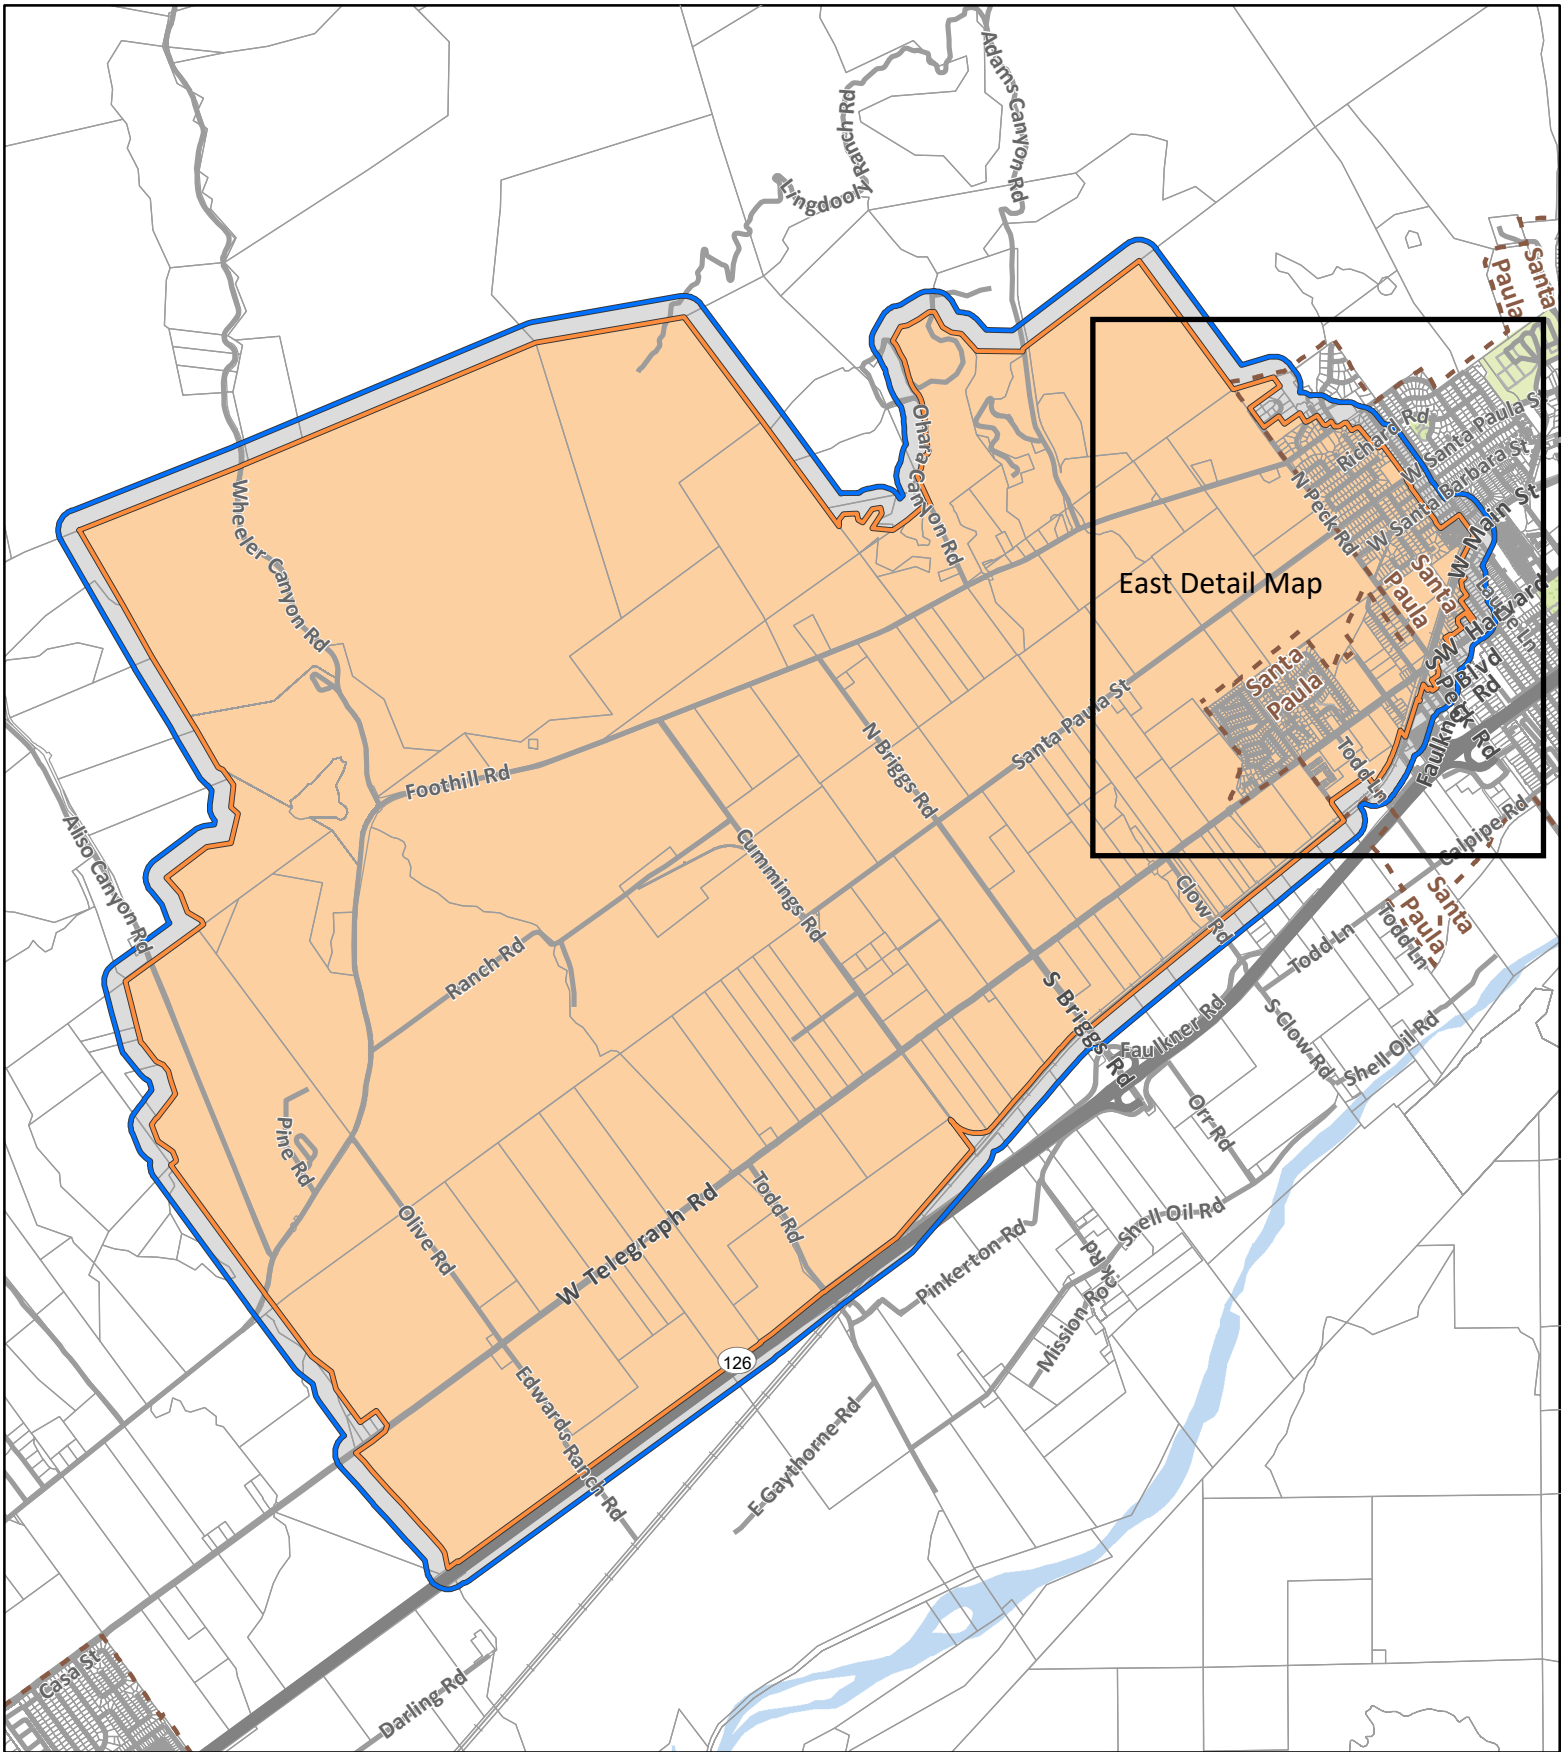 Adams Canyon Rd
Lingdooly Ranch Rd
Santa
Paula
Ohara Canyon Rd
Richard Rd
W Santa Paula St
W Santa Barbara St
N Peck Rd
W Main St
Wheeler Canyon Rd
East Detail Map
Santa
Paula
Laurie Ln
W Harvard
Blvd
S Peck Rd
Santa
Paula
Faulkner Rd
Foothill Rd
N Briggs Rd
Santa Paula St
Todd Ln
Calpipe Rd
Aliso Canyon Rd
Cummings Rd
Clow Rd
Santa
Paula
Todd Ln
Todd Ln
Ranch Rd
S Briggs Rd
Faulkner Rd
S Clow Rd
Shell Oil Rd
Pine Rd
Orr Rd
Olive Rd
W Telegraph Rd
Todd Rd
Shell Oil Rd
Pinkerton Rd
Mission Rock Rd
126
Edwards Ranch Rd
E Gaythorne Rd
Casa St
Darling Rd